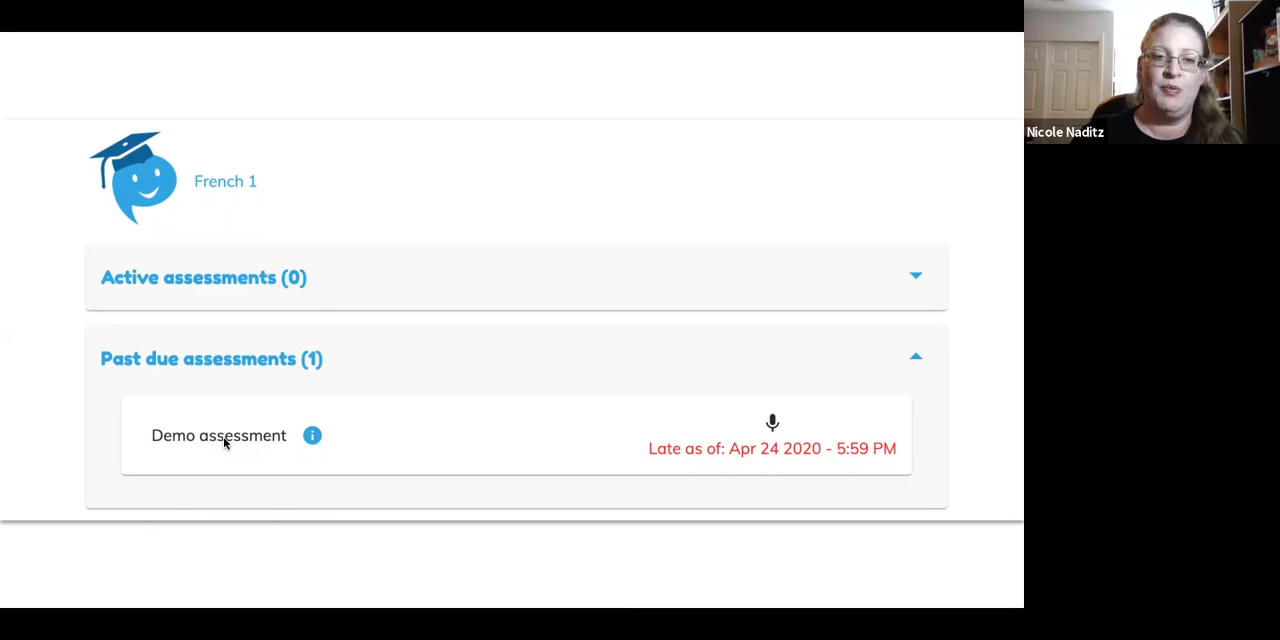 Nicole Naditz
French 1
Active assessments (0)
Past due assessments (1)
Demo assessment
Late as of: Apr 24 2020 - 5:59 PM